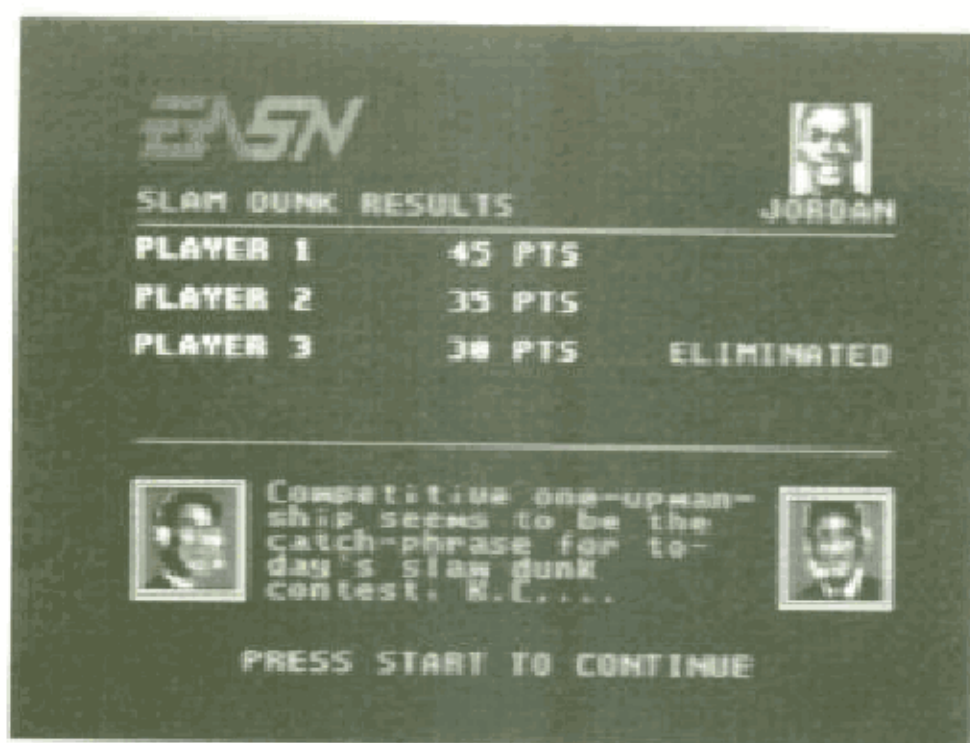 EASN
SLAM DUNK RESULTS
JORDAN
PLAYER 1 45 PTS
PLAYER 2 35 PTS
PLAYER 3 30 PTS ELIMINATED
Competitive one-upman-
ship seems to be the
catch-phrase for to-
day's slam dunk
contest. K.C....
PRESS START TO CONTINUE